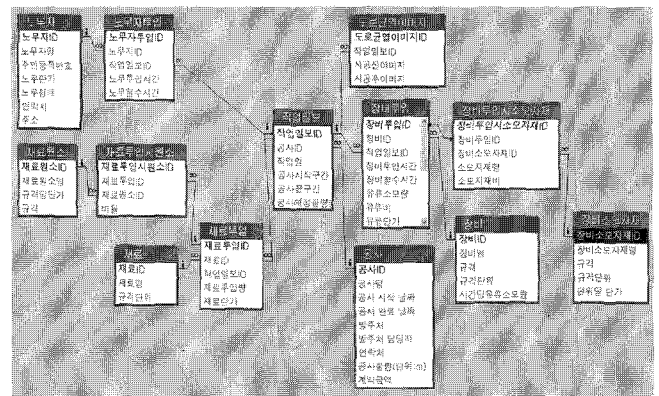 노무자
노무자ID
노무자명
주민등록번호
노무단가
노무형태
연락처
주소
노무자투입
노무자투입ID
노무자ID
작업일보ID
노무투입시간
노무철수시간
도로균열이미지
도로균열이미지ID
작업일보ID
시공전이미지
시공후이미지
작업일보
작업일보ID
공사ID
작업일
공사시작구간
공사종구간
장비투입
장비투입ID
장비ID
작업일보ID
장비투입시간
장비철수시간
유류소모량
유류비
유류단가
장비투입시소모자재
장비투입시소모자재ID
장비투입ID
장비소모자재ID
소모자재량
소모자재비
재료원소
재료원소ID
재료원소명
규격당단가
규격
재료투입시원소
재료투입시원소ID
재료투입ID
재료원소ID
비율
재료투입
재료투입ID
재료ID
작업일보ID
재료투입량
재료단가
재료
재료ID
재료명
규격단위
공사
공사ID
공사명
공사 시작 날짜
공사 완료 날짜
발주처
발주처 담당자
연락처
공사물량(단위:m)
계약금액
장비
장비ID
장비명
규격
규격단위
시간당유류소모량
장비소모자재
장비소모자재ID
장비소모자재명
규격
규격단위
단위당 단가